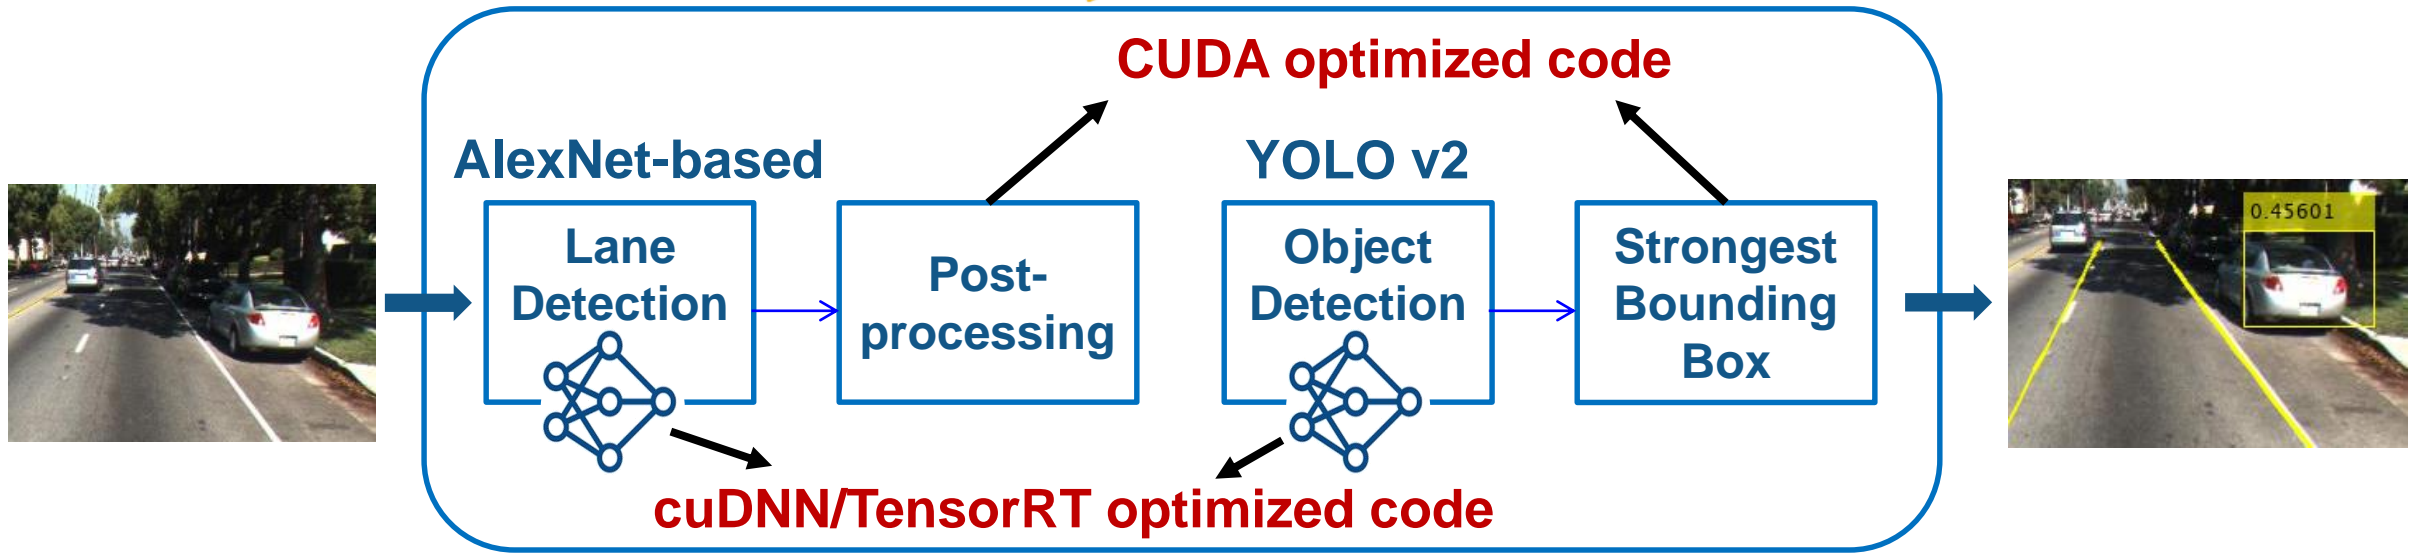 CUDA optimized code
AlexNet-based
YOLO v2
Lane
Detection
Post-
processing
Object
Detection
Strongest
Bounding
Box
0.45601
cuDNN/TensorRT optimized code